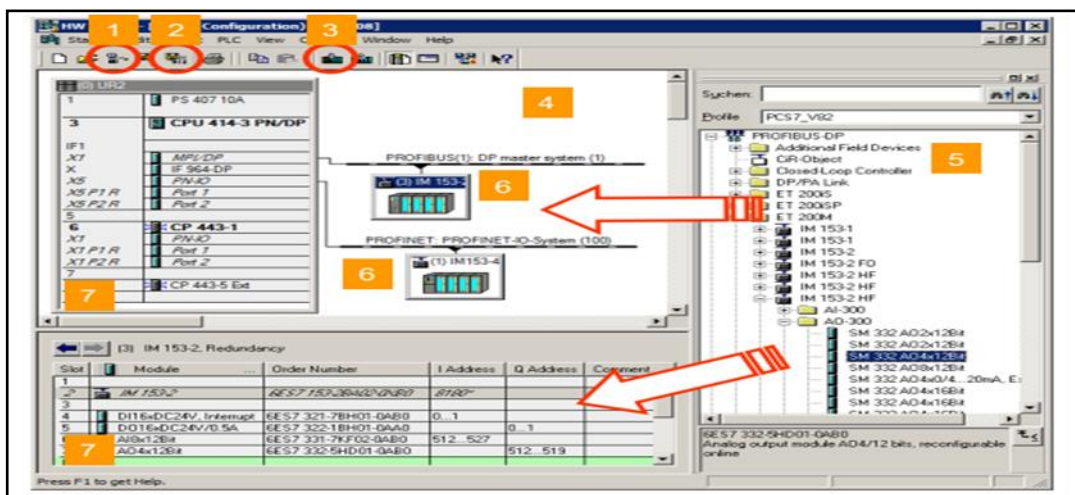 HW
Configuration)
08]
1
2
3
Sta
PLC
View
Window
Help
(0) UR2
1 PS 407 10A
3 CPU 414-3 PN/DP
IF1
X1 MPI/DP
X IF 964-DP
X5 PN-IO
X5 P1 R Port 1
X5 P2 R Port 2
5
6 CP 443-1
X1 PN-IO
X1 P1 R Port 1
X1 P2 R Port 2
7
CP 443-5 Ext
7
4
PROFIBUS(1): DP master system (1)
(3) IM 153-2
6
PROFINET: PROFINET-IO-System (100)
6
(1) IM153-4
Suchen:
Profile PCS7_V82
PROFIBUS-DP
Additional Field Devices
CiR-Object
5
Closed-Loop Controller
DP/PA Link
ET 200iS
ET 200iSP
ET 200M
IM 153-1
IM 153-1
IM 153-2
IM 153-2 FO
IM 153-2 HF
IM 153-2 HF
IM 153-2 HF
AI-300
AO-300
SM 332 AO2x12Bit
SM 332 AO2x12Bit
SM 332 AO4x12Bit
SM 332 AO8x12Bit
SM 332 AO4x0/4...20mA, E
SM 332 AO4x16Bit
SM 332 AO4x16Bit
6ES7 332-5HD01-0AB0
Analog output module AO4/12 bits, reconfigurable
online
(3) IM 153-2, Redundancy
Slot Module ... Order Number I Address Q Address Comment
1
2 IM 153-2 6ES7 153-2BA02-0XB0 8180*
3
4 DI16xDC24V, Interrupt 6ES7 321-7BH01-0AB0 0...1
5 DO16xDC24V/0.5A 6ES7 322-1BH01-0AA0 0...1
AI8x12Bit 6ES7 331-7KF02-0AB0 512...527
7 AO4x12Bit 6ES7 332-5HD01-0AB0 512...519
Press F1 to get Help.